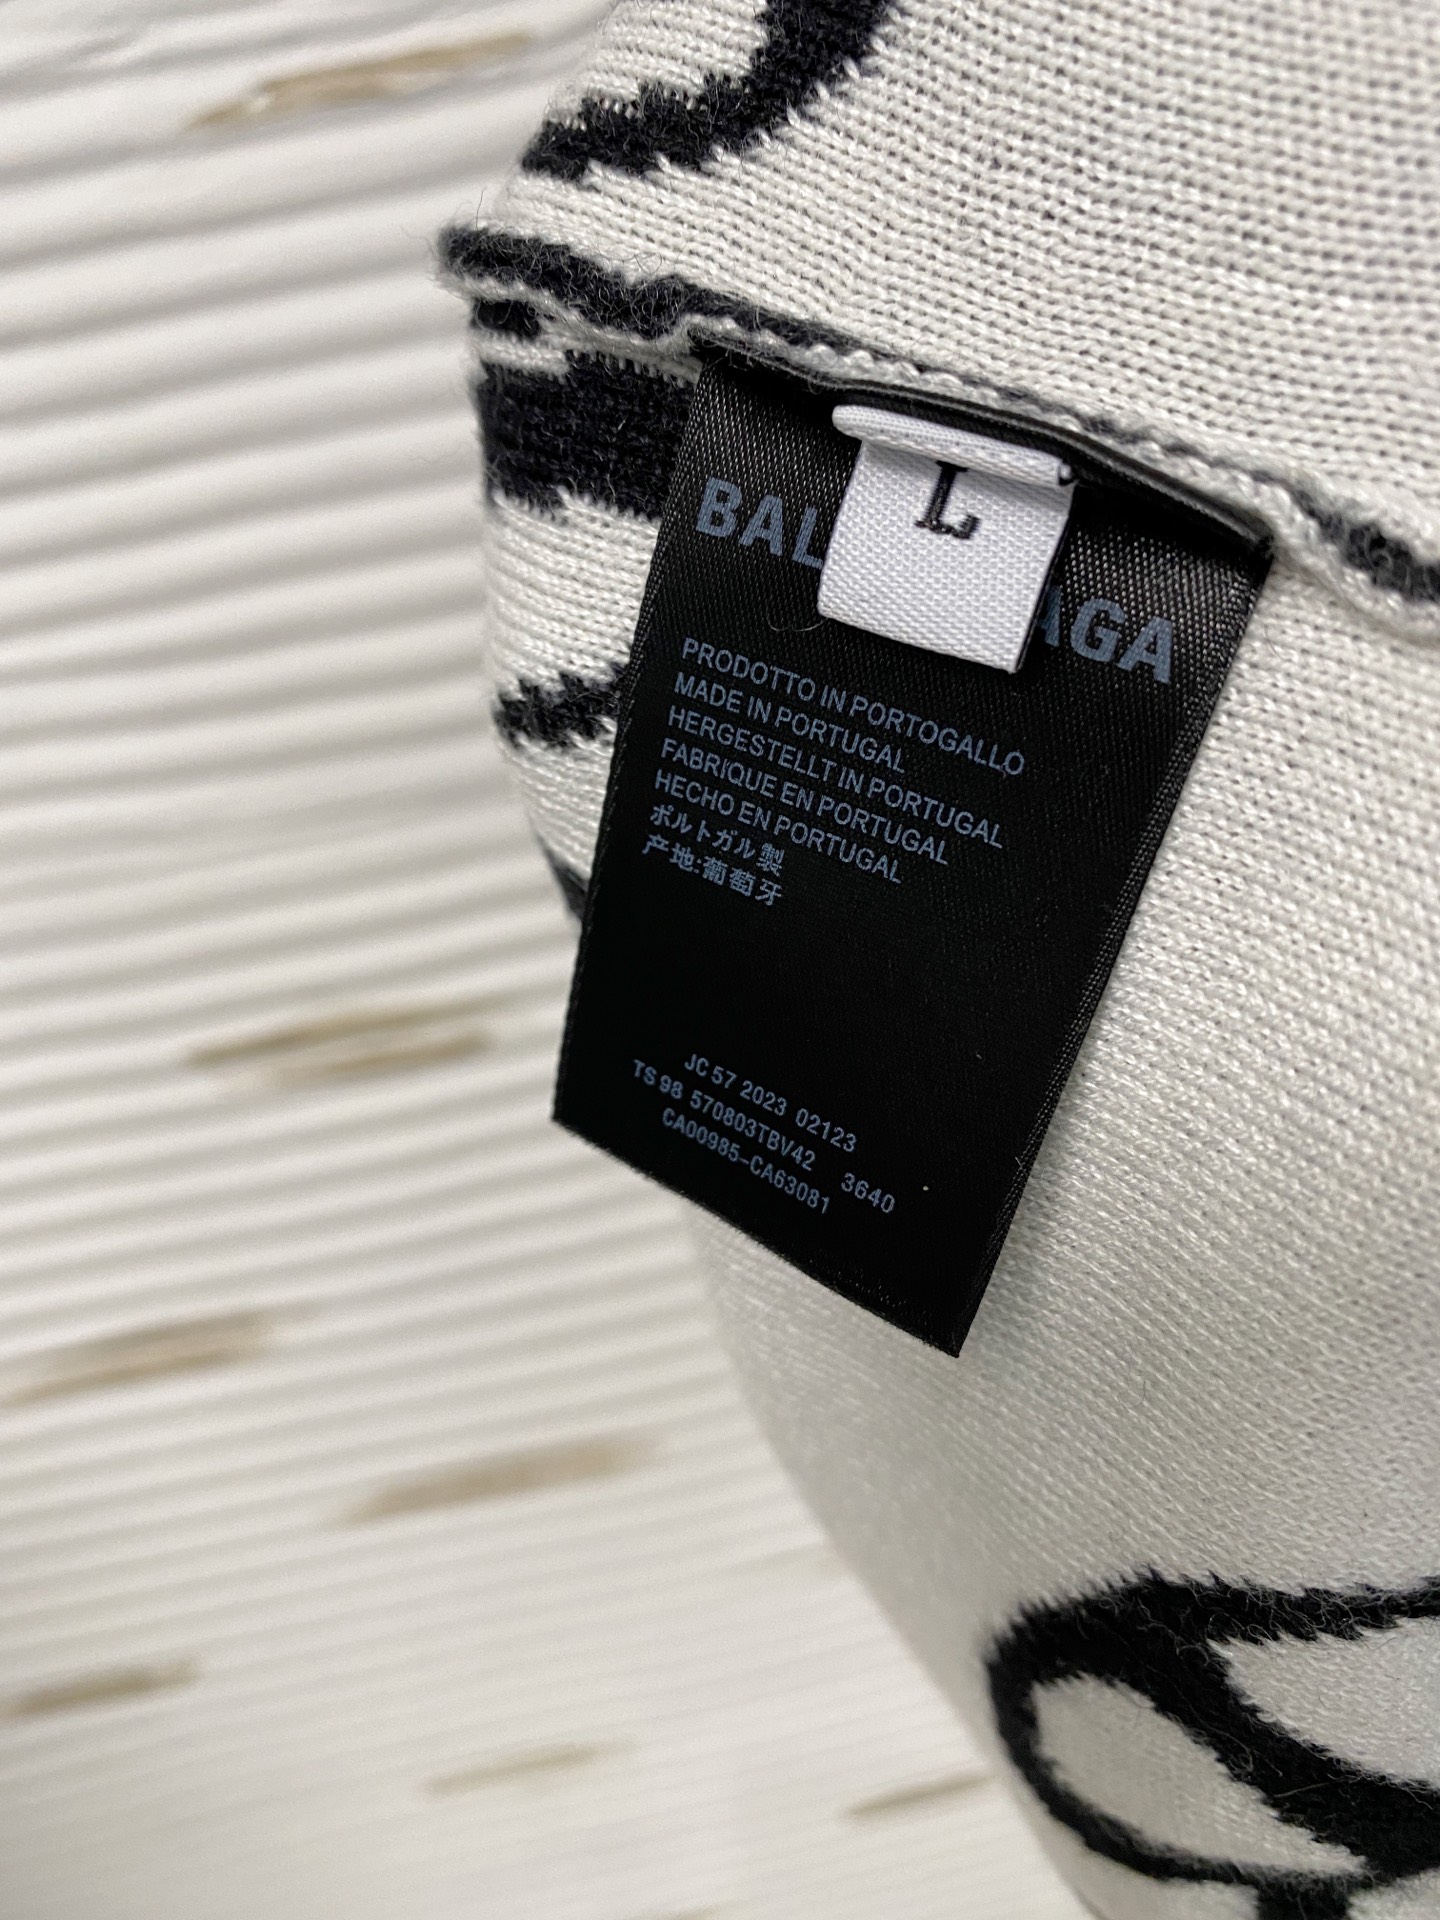 L
BAL AGA
PRODOTTO IN PORTOGALLO
MADE IN PORTUGAL
HERGESTELLT IN PORTUGAL
FABRIQUE EN PORTUGAL
HECHO EN PORTUGAL
ポルトガル製
产地:葡萄牙
JC 57 2023 02123
TS 98 570803TBV42 3640
CA00985-CA63081